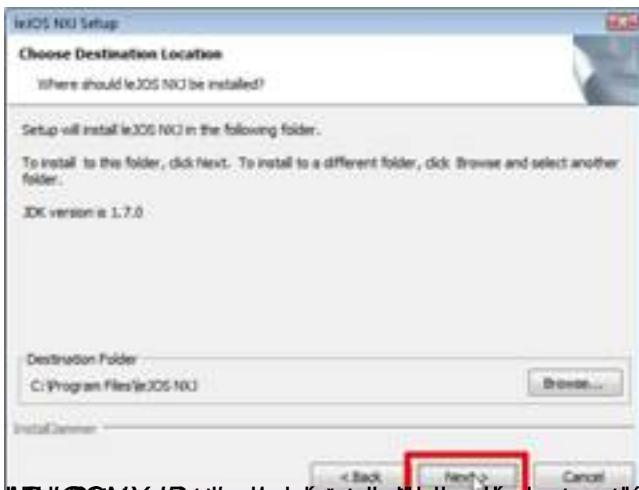 leJOS NXJ Setup
Choose Destination Location
Where should leJOS NXJ be installed?
Setup will install leJOS NXJ in the following folder.
To install to this folder, click Next. To install to a different folder, click Browse and select another
folder.
JDK version is 1.7.0
Destination Folder
C:\Program Files\leJOS NXJ
Browse...
InstallJammer
< Back
Next >
Cancel